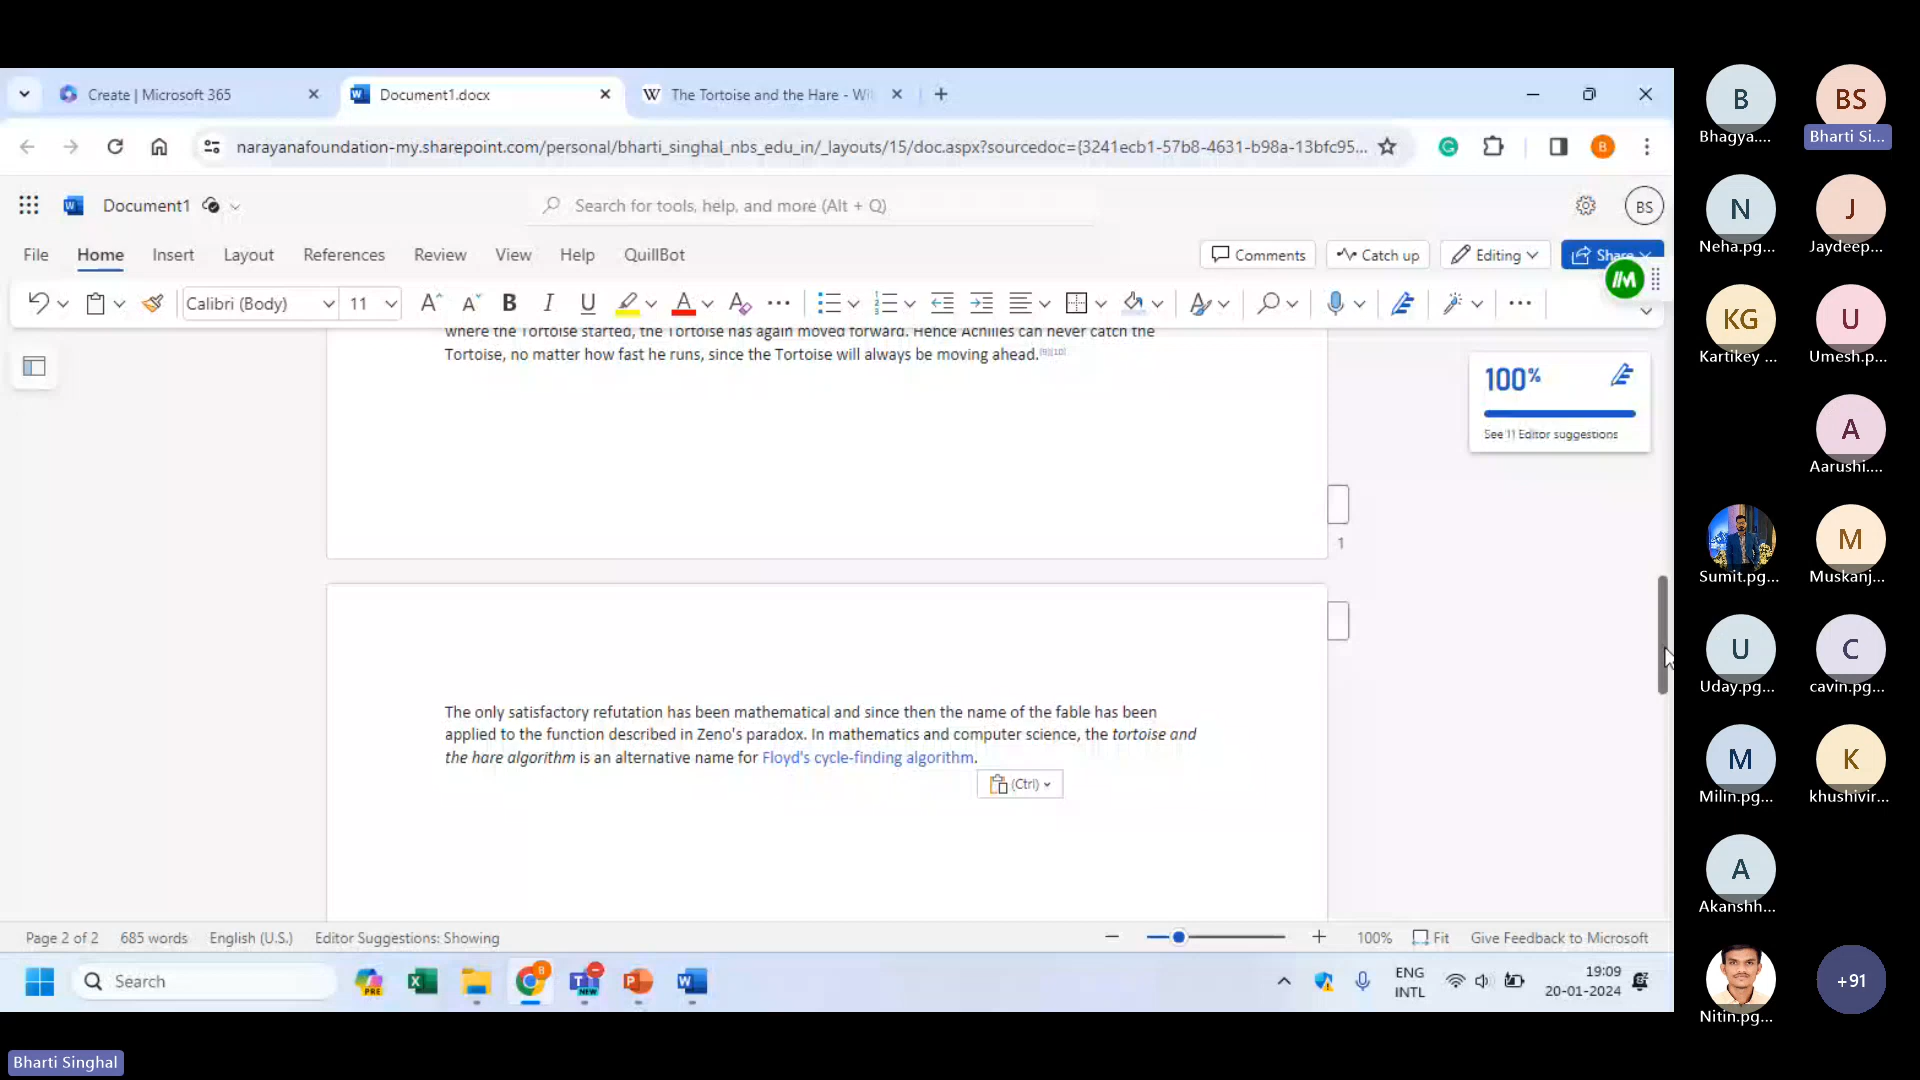 Create | Microsoft 365
Document1.docx
W The Tortoise and the Hare - Wi
narayanafoundation-my.sharepoint.com/personal/bharti_singhal_nbs_edu_in/_layouts/15/doc.aspx?sourcedoc={3241ecb1-57b8-4631-b98a-13bfc95...
B
Document1
Search for tools, help, and more (Alt + Q)
BS
File Home Insert Layout References Review View Help QuillBot
Comments Catch up Editing Share
Calibri (Body) 11 B I U
where the Tortoise started, the Tortoise has again moved forward. Hence Achilles can never catch the
Tortoise, no matter how fast he runs, since the Tortoise will always be moving ahead.[9][10]
100%
See 11 Editor suggestions
1
The only satisfactory refutation has been mathematical and since then the name of the fable has been
applied to the function described in Zeno's paradox. In mathematics and computer science, the tortoise and
the hare algorithm is an alternative name for Floyd's cycle-finding algorithm.
(Ctrl)
Page 2 of 2 685 words English (U.S.) Editor Suggestions: Showing
100% Fit Give Feedback to Microsoft
Search
PRE
NEW
ENG
INTL
19:09
20-01-2024
B
Bhagya....
BS
Bharti Si...
N
Neha.pg...
J
Jaydeep...
KG
Kartikey ...
U
Umesh.p...
A
Aarushi....
Sumit.pg...
M
Muskanj...
U
Uday.pg...
C
cavin.pg...
M
Milin.pg...
K
khushivir...
A
Akanshh...
Nitin.pg...
+91
Bharti Singhal